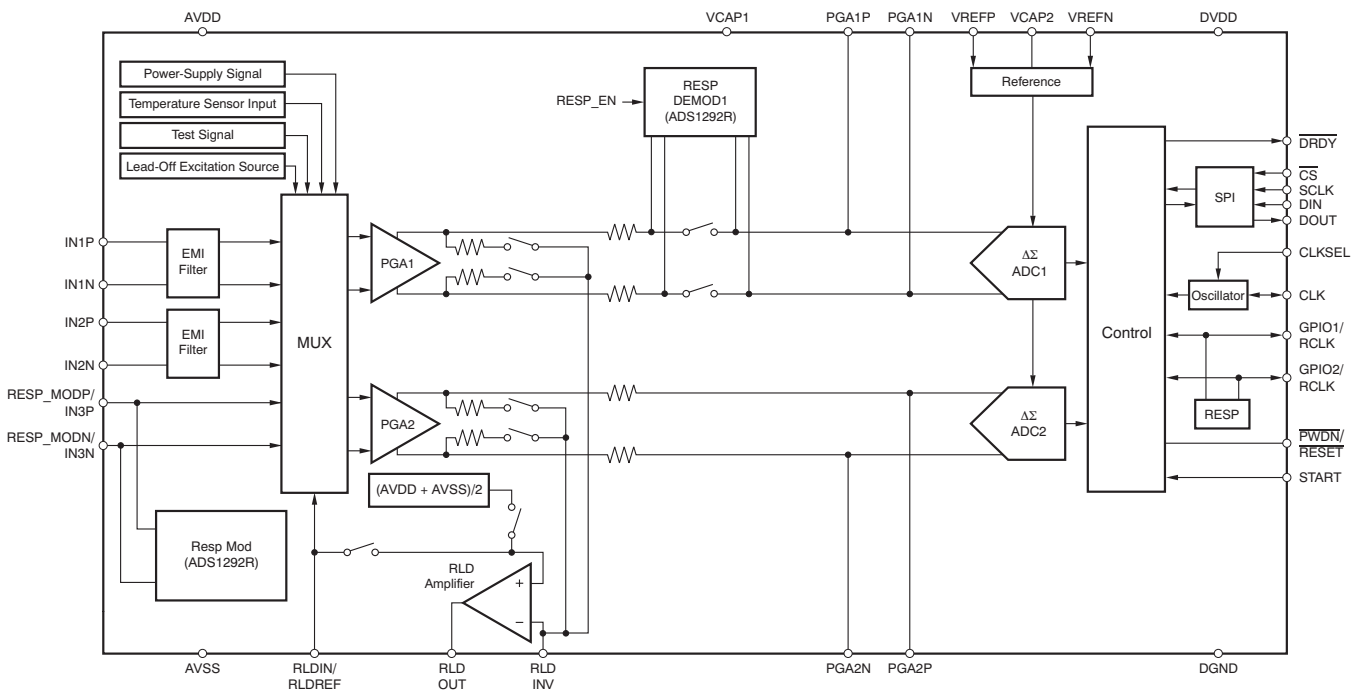 AVDD
VCAP1
PGA1P
PGA1N
VREFP
VCAP2
VREFN
DVDD
Power-Supply Signal
Temperature Sensor Input
Test Signal
Lead-Off Excitation Source
RESP_EN
RESP
DEMOD1
(ADS1292R)
Reference
DRDY
CS
SCLK
DIN
DOUT
SPI
CLKSEL
Oscillator
CLK
GPIO1/
RCLK
GPIO2/
RCLK
RESP
PWDN/
RESET
START
IN1P
IN1N
IN2P
IN2N
RESP_MODP/
IN3P
RESP_MODN/
IN3N
EMI
Filter
EMI
Filter
MUX
PGA1
PGA2
ΔΣ
ADC1
ΔΣ
ADC2
Control
(AVDD + AVSS)/2
Resp Mod
(ADS1292R)
RLD
Amplifier
+
−
AVSS
RLDIN/
RLDREF
RLD
OUT
RLD
INV
PGA2N
PGA2P
DGND